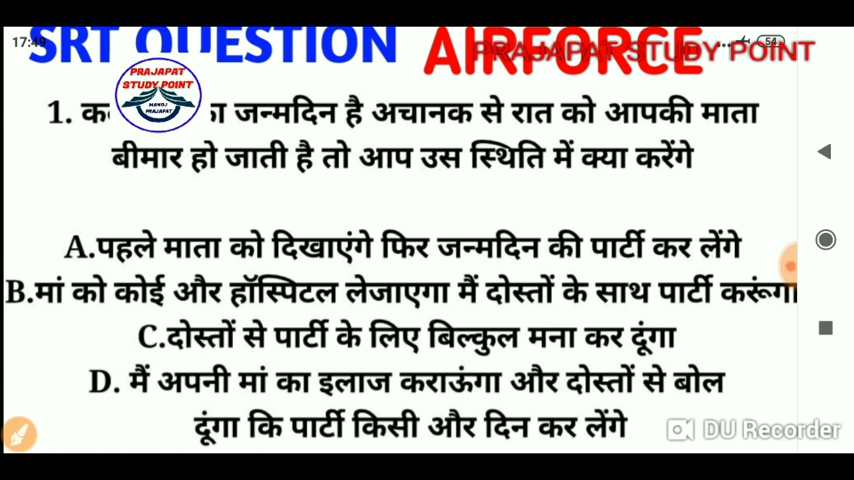 17:49
SRT QUESTION AIRFORCE
PRAJAPAT STUDY POINT
54
PRAJAPAT
STUDY POINT
MANOJ
PRAJAPAT
1. जन्मदिन है अचानक से रात को आपकी माता
बीमार हो जाती है तो आप उस स्थिति में क्या करेंगे
A.पहले माता को दिखाएंगे फिर जन्मदिन की पार्टी कर लेंगे
B.मां को कोई और हॉस्पिटल लेजाएगा मैं दोस्तों के साथ पार्टी करूंगा
C.दोस्तों से पार्टी के लिए बिल्कुल मना कर दूंगा
D. मैं अपनी मां का इलाज कराऊंगा और दोस्तों से बोल
दूंगा कि पार्टी किसी और दिन कर लेंगे
DU Recorder